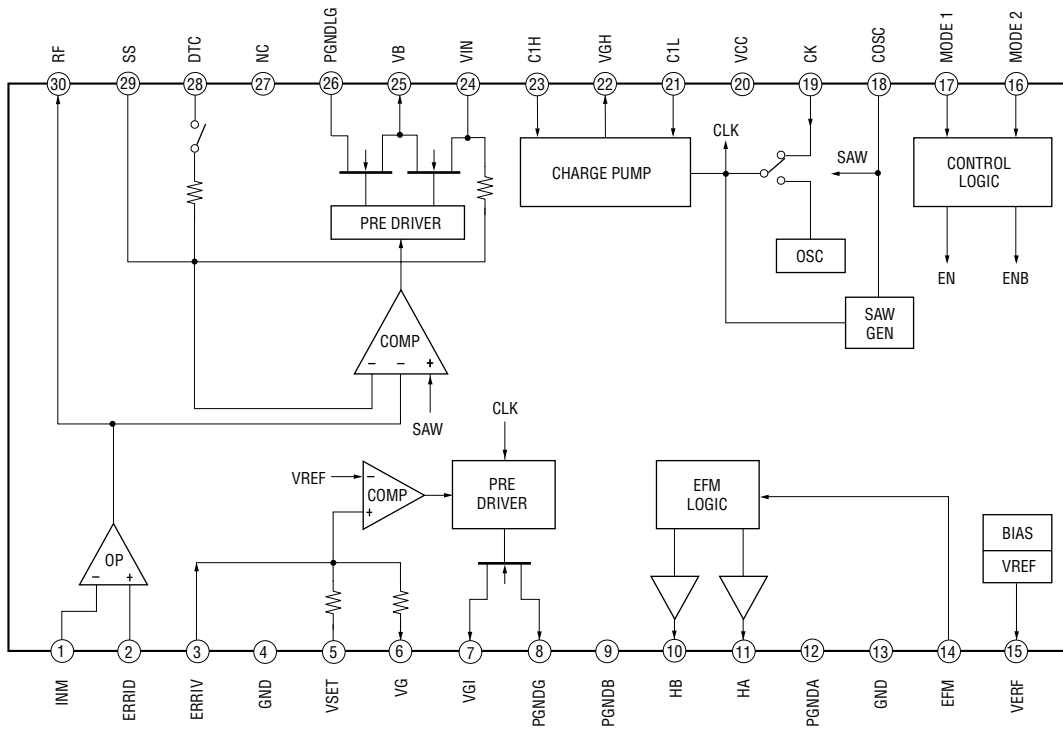 RF
SS
DTC
NC
PGNDLG
VB
VIN
C1H
VGH
C1L
VCC
CK
COSC
MODE 1
MODE 2
30
29
28
27
26
25
24
23
22
21
20
19
18
17
16
CLK
SAW
CHARGE PUMP
CONTROL
LOGIC
PRE DRIVER
OSC
EN
ENB
SAW
GEN
COMP
− − +
SAW
CLK
VREF
−
COMP
+
PRE
DRIVER
EFM
LOGIC
BIAS
VREF
OP
− +
1
2
3
4
5
6
7
8
9
10
11
12
13
14
15
INM
ERRID
ERRIV
GND
VSET
VG
VGI
PGNDG
PGNDB
HB
HA
PGNDA
GND
EFM
VERF